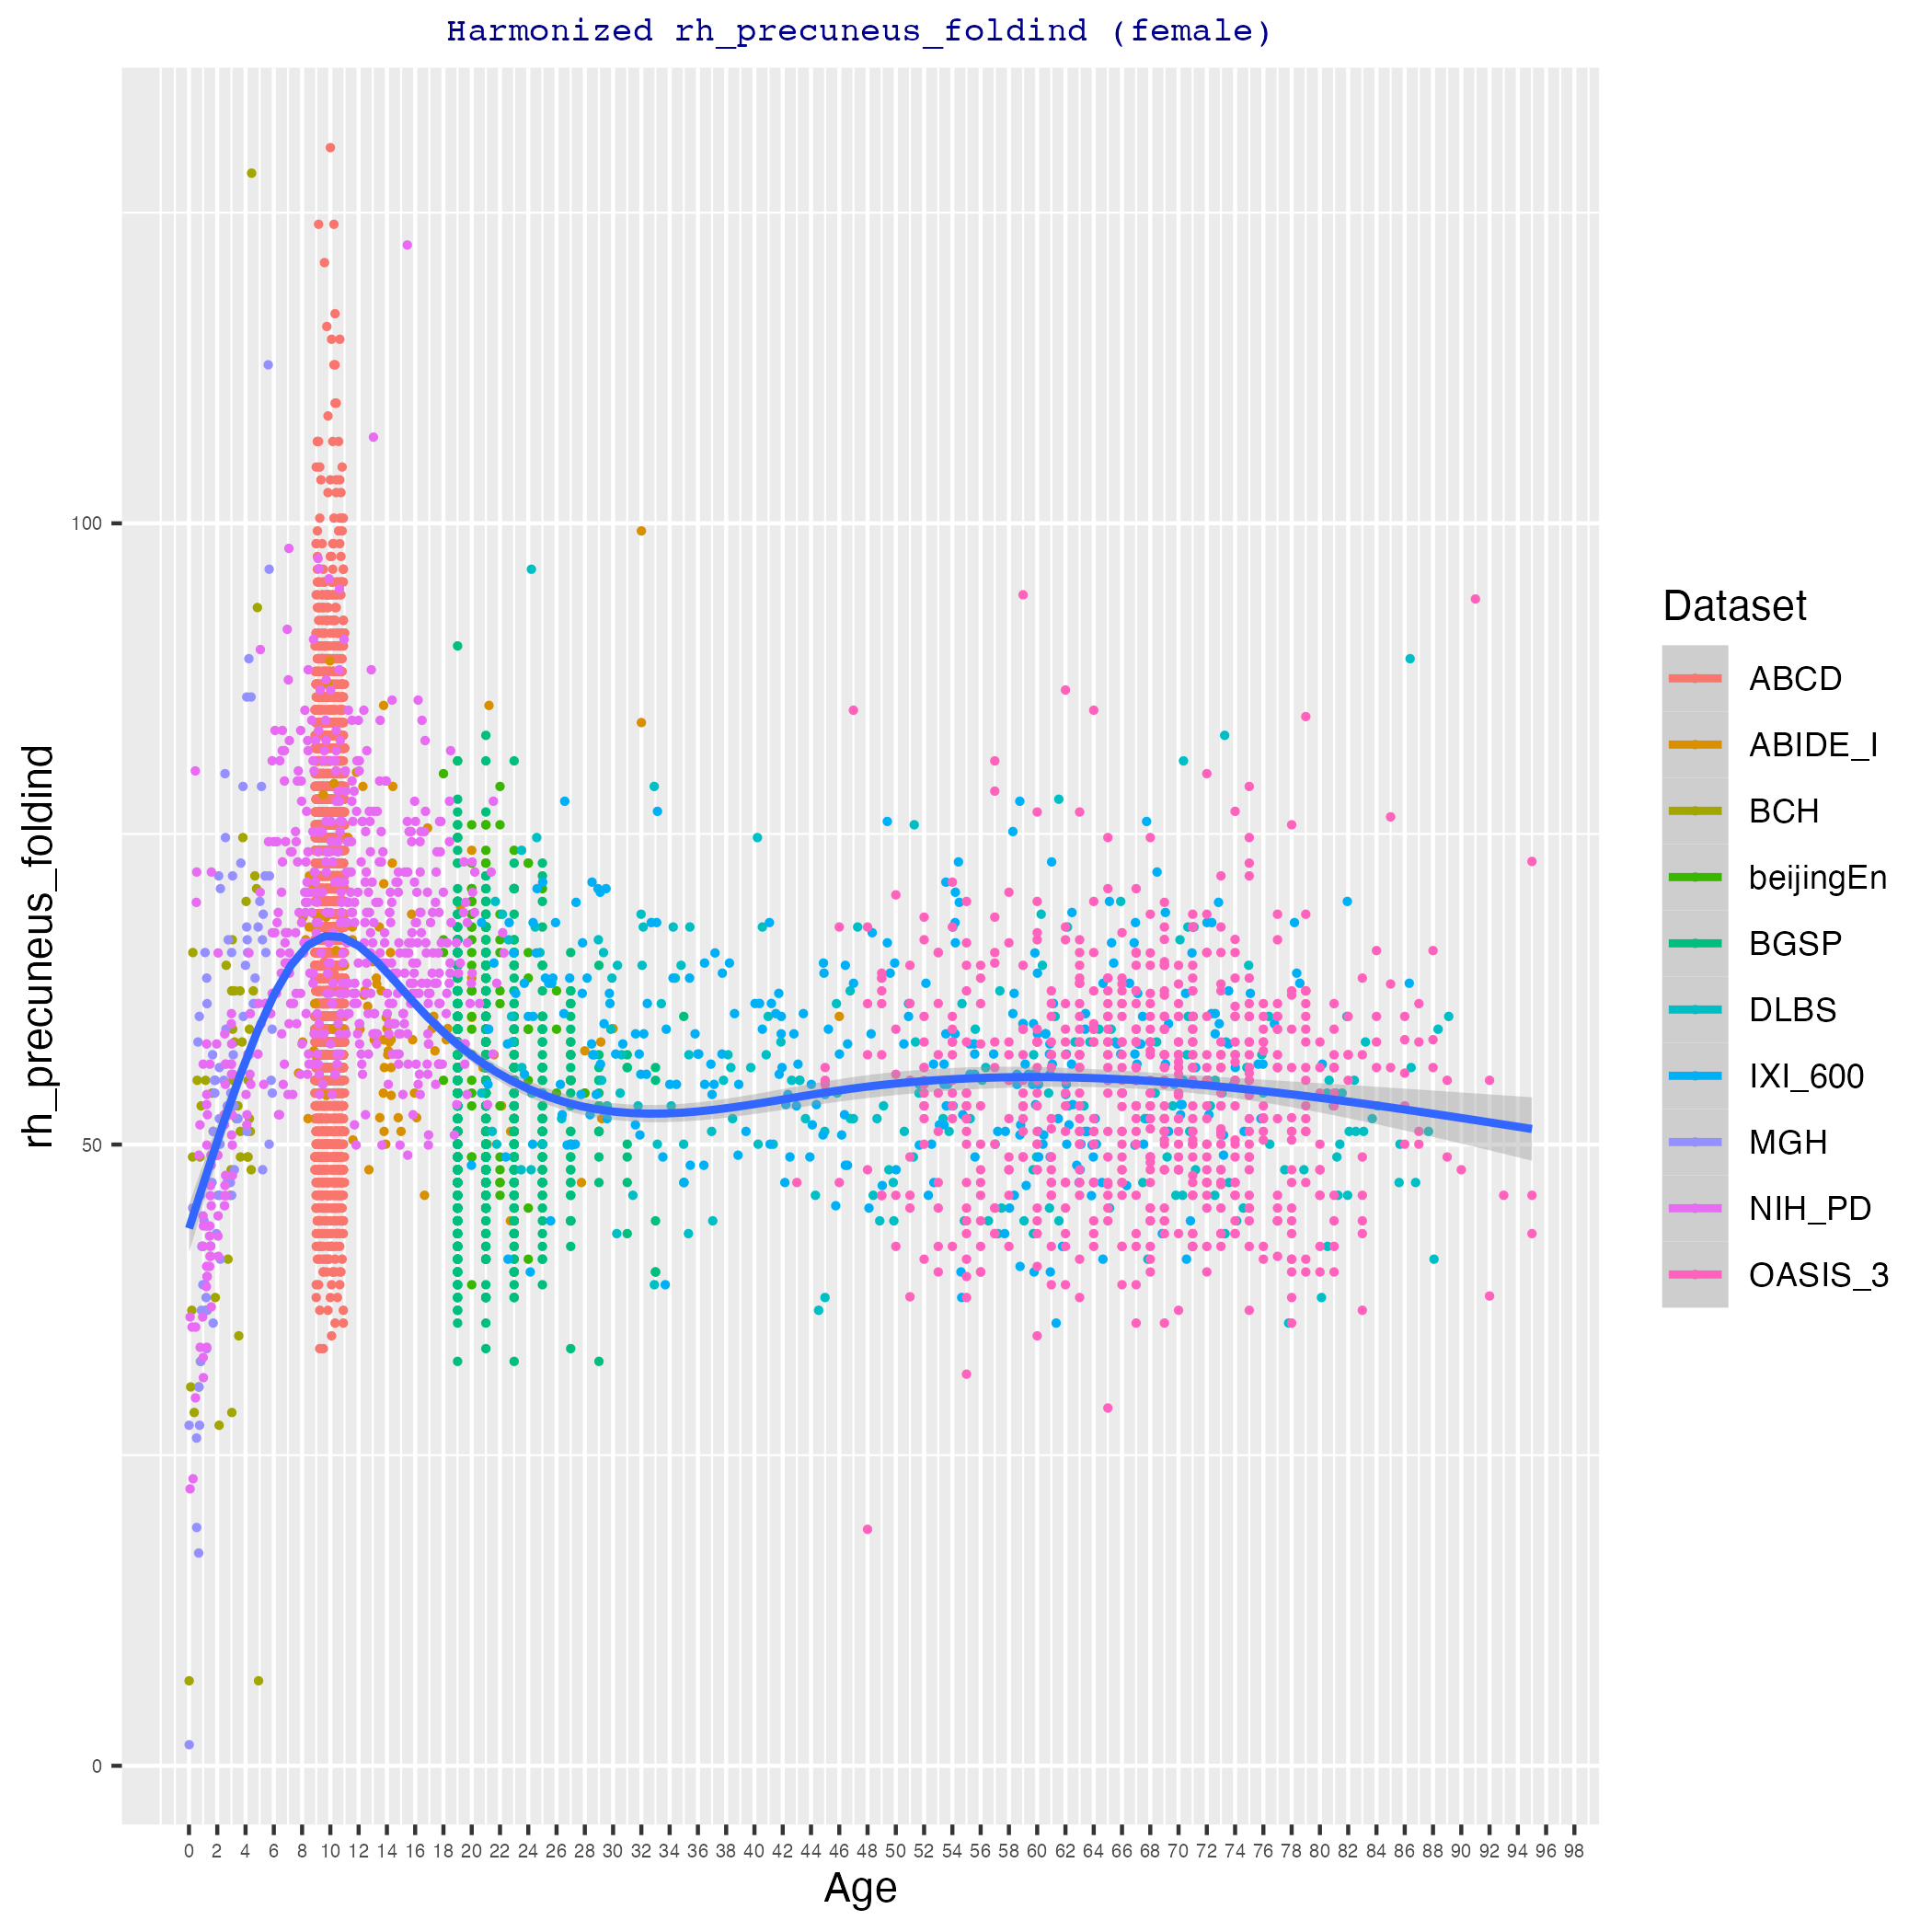 Harmonized rh_precuneus_foldind (female)
rh_precuneus_foldind
100
50
0
0 2 4 6 8 10 12 14 16 18 20 22 24 26 28 30 32 34 36 38 40 42 44 46 48 50 52 54 56 58 60 62 64 66 68 70 72 74 76 78 80 82 84 86 88 90 92 94 96 98
Age
Dataset
ABCD
ABIDE_I
BCH
beijingEn
BGSP
DLBS
IXI_600
MGH
NIH_PD
OASIS_3